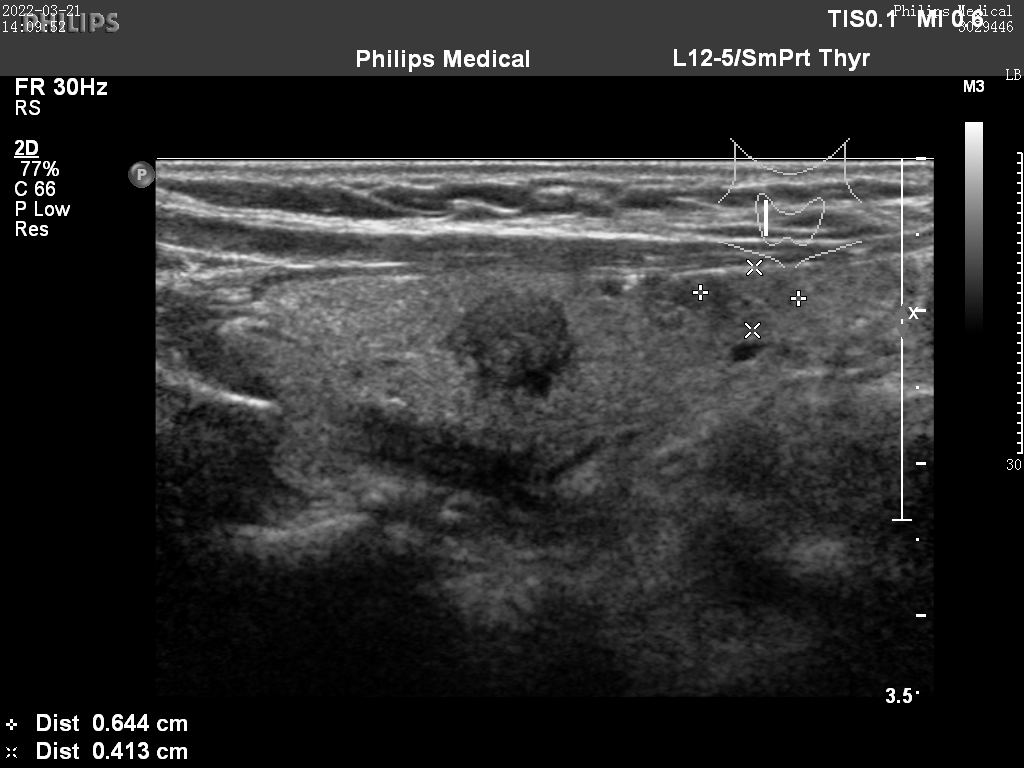 2022-03-21
14:09:52
PHILIPS
Philips Medical
TIS0.1 MI 0.6
Philips Medical
L12-5/SmPrt Thyr
LB
FR 30Hz
RS
M3
2D
77%
C 66
P Low
Res
P
X
30
3.5
Dist 0.644 cm
Dist 0.413 cm